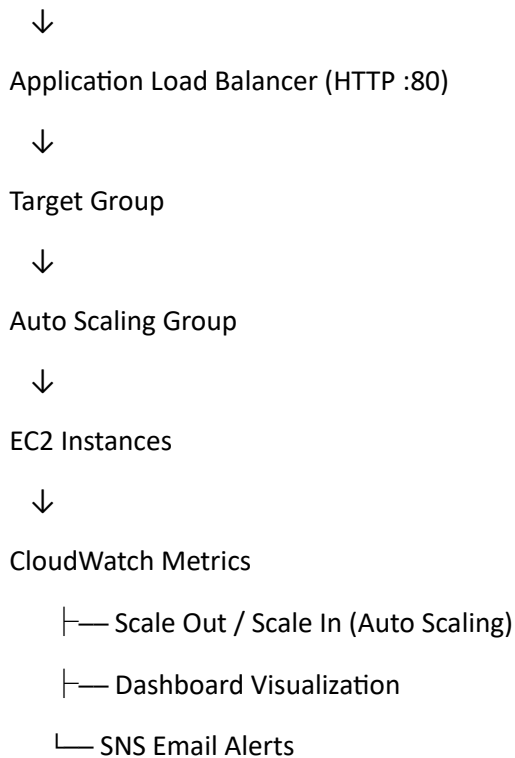 ↓
Application Load Balancer (HTTP :80)
↓
Target Group
↓
Auto Scaling Group
↓
EC2 Instances
↓
CloudWatch Metrics
├── Scale Out / Scale In (Auto Scaling)
├── Dashboard Visualization
└── SNS Email Alerts